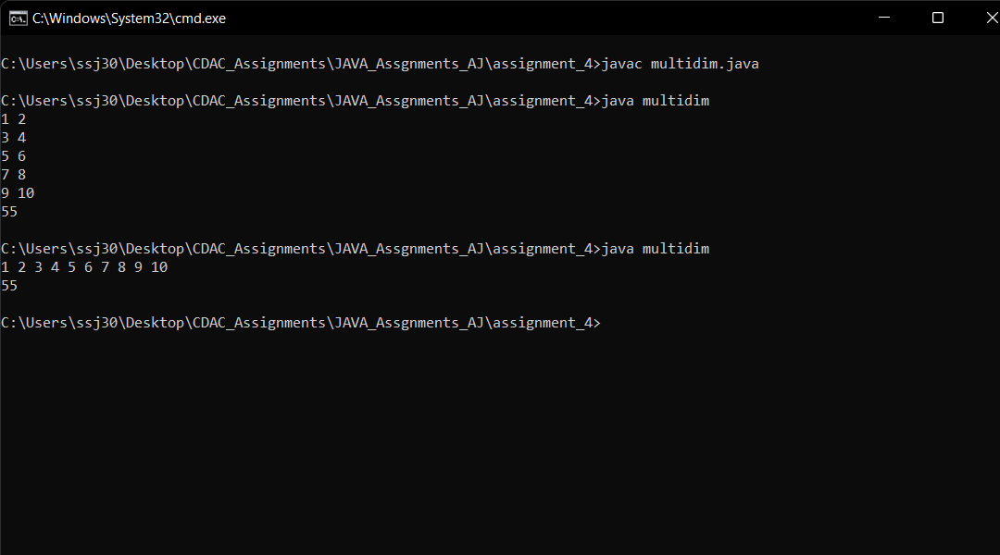 C:\Windows\System32\cmd.exe
C:\Users\ssj30\Desktop\CDAC_Assignments\JAVA_Assgnments_AJ\assignment_4>javac multidim.java
C:\Users\ssj30\Desktop\CDAC_Assignments\JAVA_Assgnments_AJ\assignment_4>java multidim
1 2
3 4
5 6
7 8
9 10
55
C:\Users\ssj30\Desktop\CDAC_Assignments\JAVA_Assgnments_AJ\assignment_4>java multidim
1 2 3 4 5 6 7 8 9 10
55
C:\Users\ssj30\Desktop\CDAC_Assignments\JAVA_Assgnments_AJ\assignment_4>